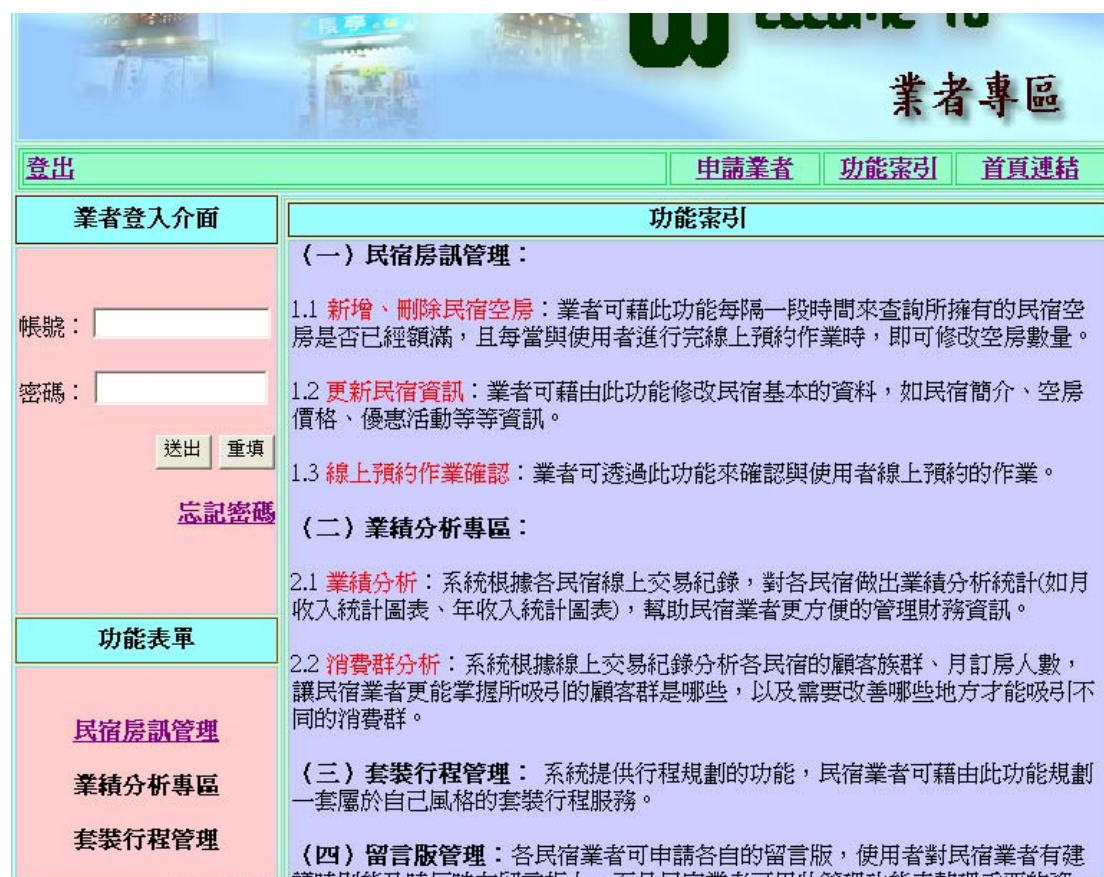 長亭
業者專區
登出 申請業者 功能索引 首頁連結
業者登入介面
帳號：
密碼：
送出 重填
忘記密碼
功能表單
民宿房訊管理
業績分析專區
套裝行程管理
功能索引
（一）民宿房訊管理：
1.1 新增、刪除民宿空房：業者可藉此功能每隔一段時間來查詢所擁有的民宿空
房是否已經額滿，且每當與使用者進行完線上預約作業時，即可修改空房數量。
1.2 更新民宿資訊：業者可藉由此功能修改民宿基本的資料，如民宿簡介、空房
價格、優惠活動等等資訊。
1.3 線上預約作業確認：業者可透過此功能來確認與使用者線上預約的作業。
（二）業績分析專區：
2.1 業績分析：系統根據各民宿線上交易紀錄，對各民宿做出業績分析統計(如月
收入統計圖表、年收入統計圖表)，幫助民宿業者更方便的管理財務資訊。
2.2 消費群分析：系統根據線上交易紀錄分析各民宿的顧客族群、月訂房人數，
讓民宿業者更能掌握所吸引的顧客群是哪些，以及需要改善哪些地方才能吸引不
同的消費群。
（三）套裝行程管理： 系統提供行程規劃的功能，民宿業者可藉由此功能規劃
一套屬於自己風格的套裝行程服務。
（四）留言版管理：各民宿業者可申請各自的留言版，使用者對民宿業者有建